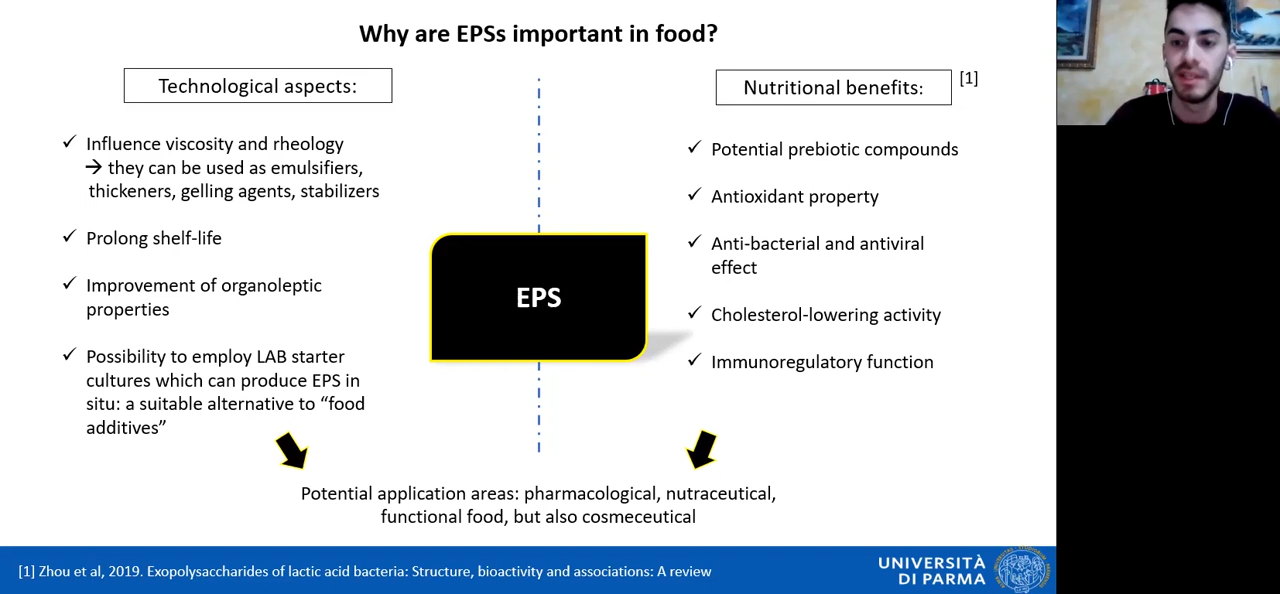 Why are EPSs important in food?
Technological aspects:
✓ Influence viscosity and rheology
→ they can be used as emulsifiers,
thickeners, gelling agents, stabilizers
✓ Prolong shelf-life
✓ Improvement of organoleptic
properties
✓ Possibility to employ LAB starter
cultures which can produce EPS in
situ: a suitable alternative to “food
additives”
EPS
Nutritional benefits:
[1]
✓ Potential prebiotic compounds
✓ Antioxidant property
✓ Anti-bacterial and antiviral
effect
✓ Cholesterol-lowering activity
✓ Immunoregulatory function
Potential application areas: pharmacological, nutraceutical,
functional food, but also cosmeceutical
[1] Zhou et al, 2019. Exopolysaccharides of lactic acid bacteria: Structure, bioactivity and associations: A review
UNIVERSITÀ
DI PARMA